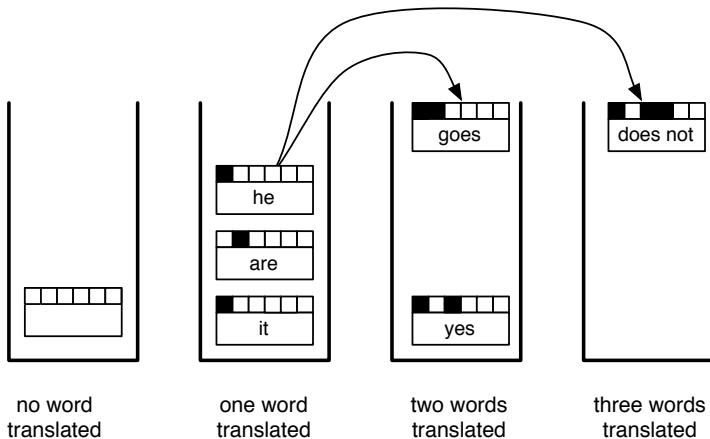 goes
does not
he
are
it
yes
no word
translated
one word
translated
two words
translated
three words
translated